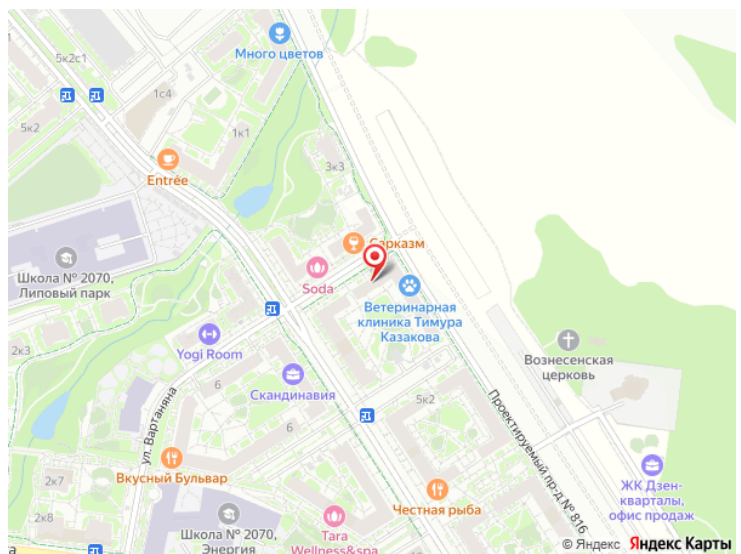 Много цветов
5к2с1
1с4
5к2
1к1
3к3
Entrée
Сарказм
Школа № 2070,
Липовый парк
Soda
Ветеринарная
клиника Тимура
Казакова
Вознесенская
церковь
2к3
Yogi Room
6
Скандинавия
5к2
6
ул. Вартаняна
Проектируемый пр-д № 816
Вкусный Бульвар
2к7
ЖК Дзен-
кварталы,
офис продаж
Честная рыба
2к8
Школа № 2070,
Энергия
Tara
Wellness&spa
а
© Яндекс Яндекс Карты